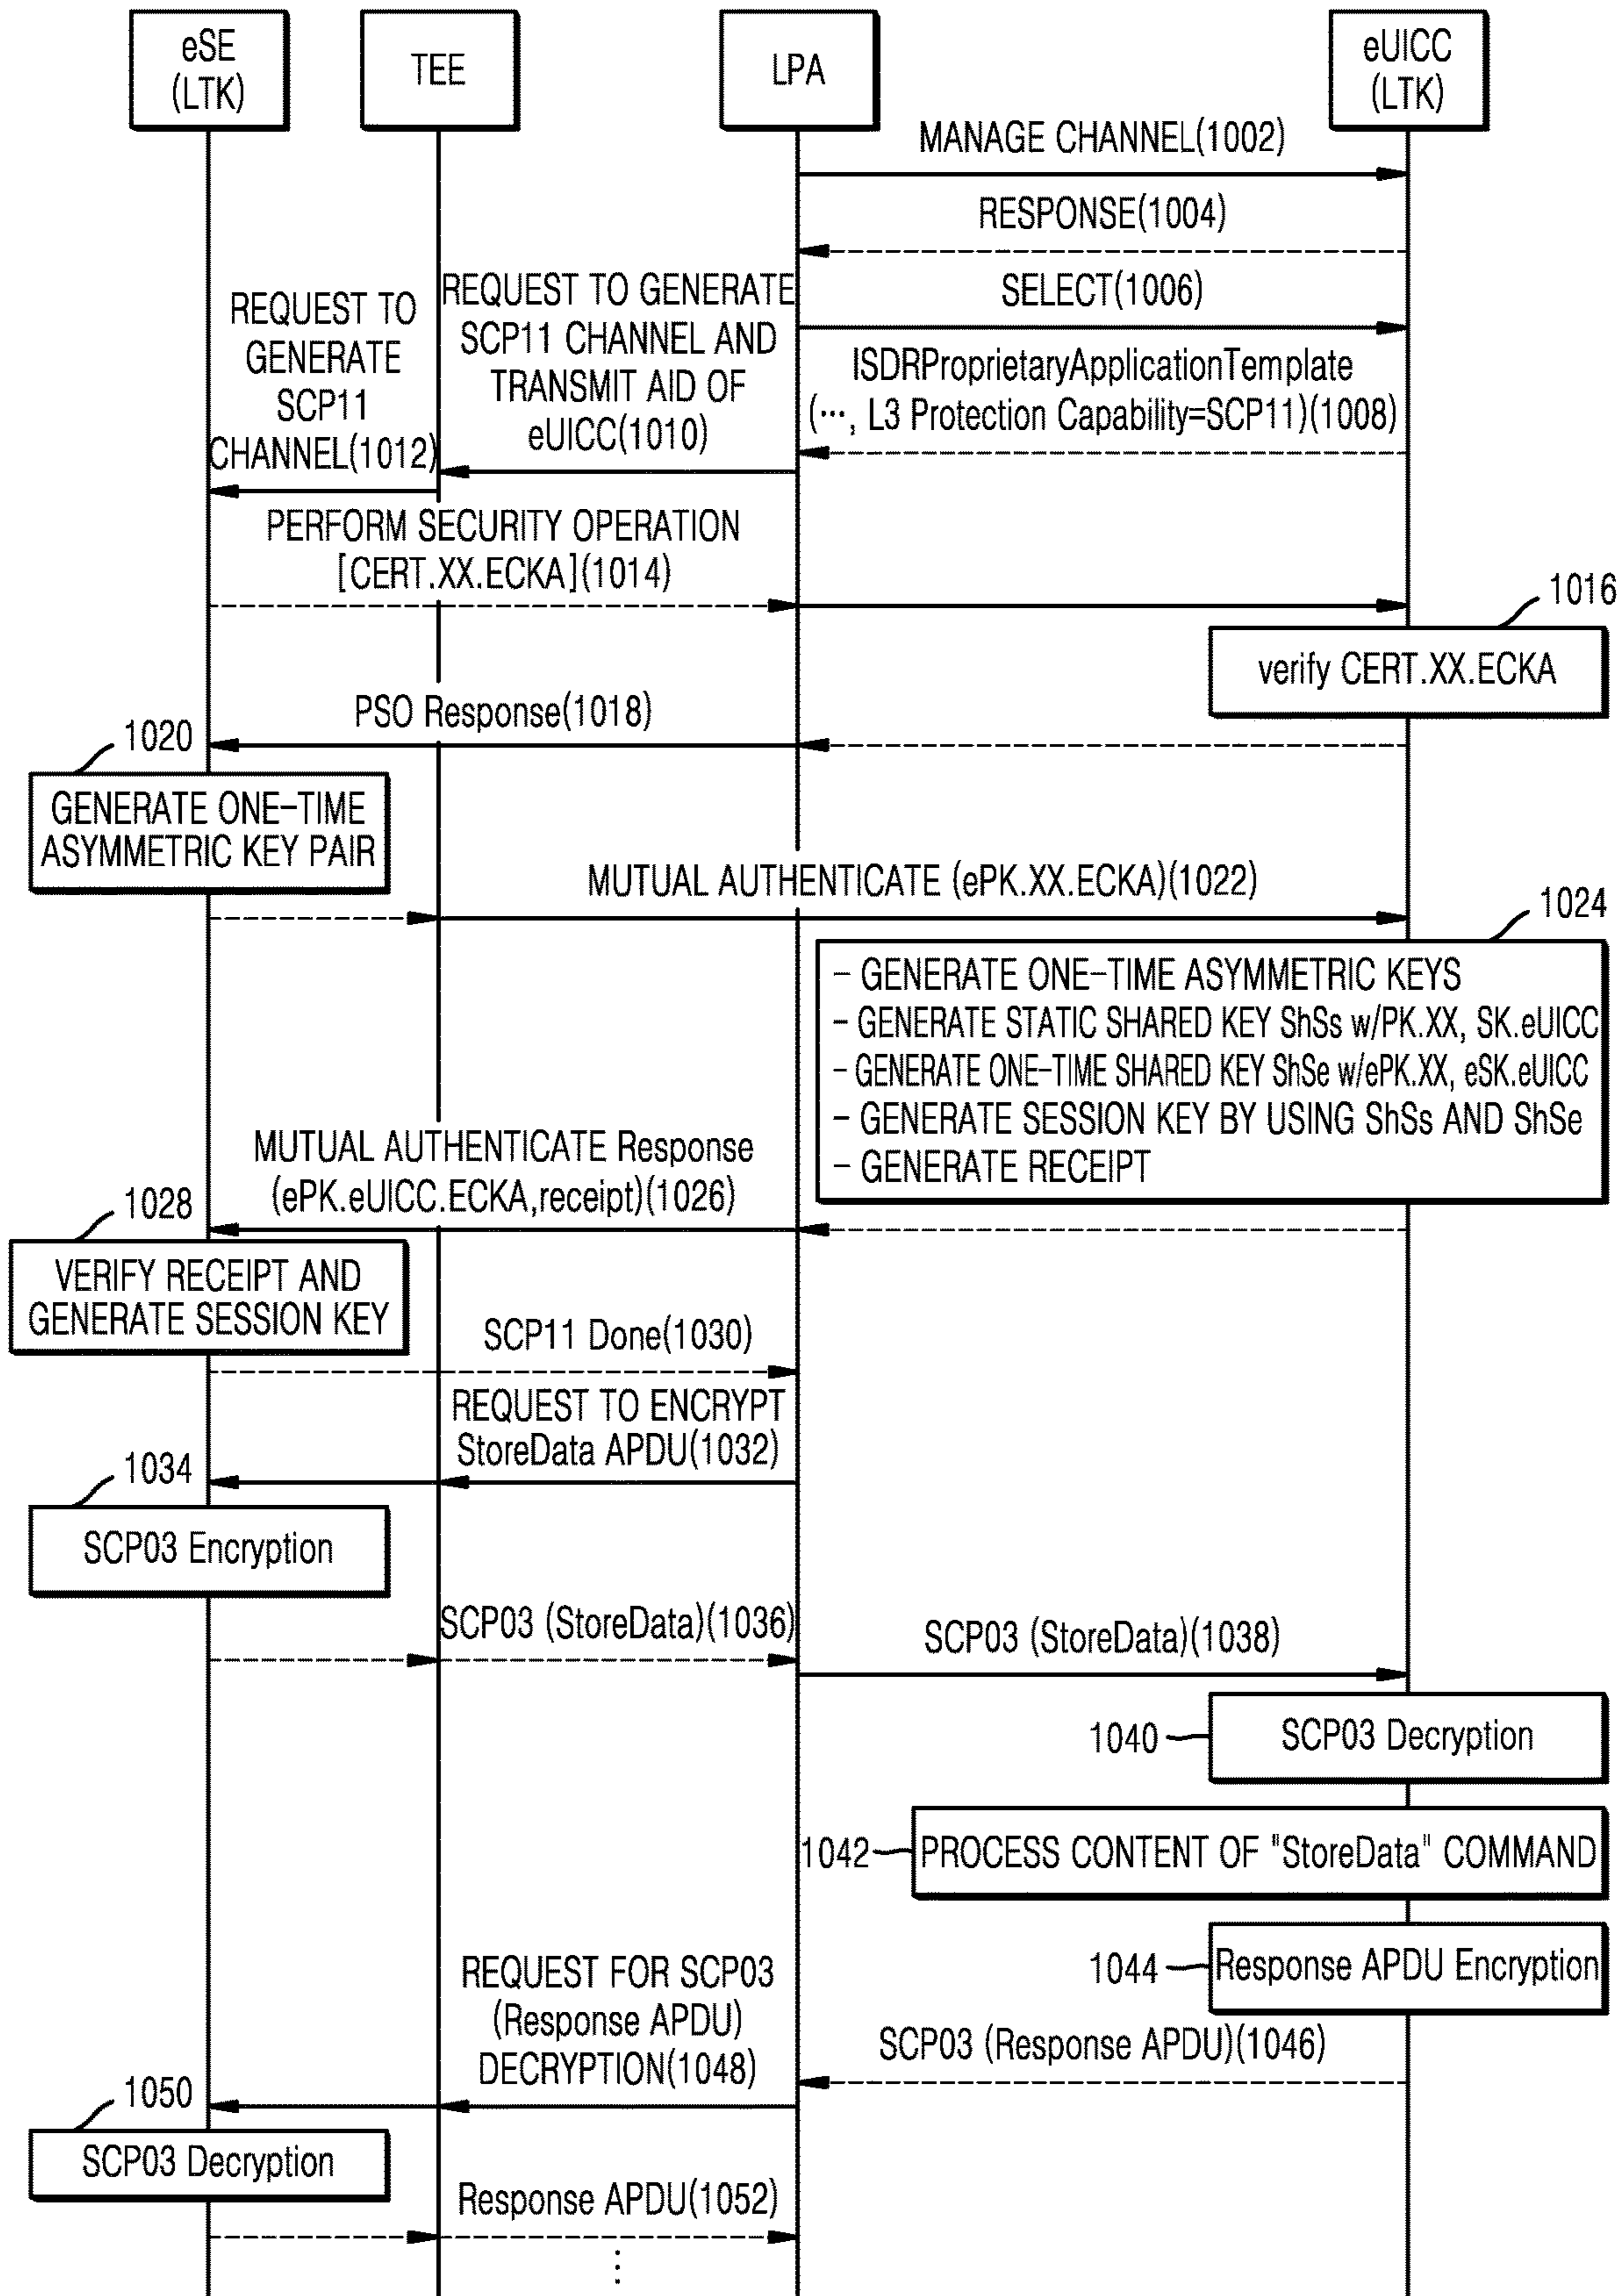 eSE
(LTK)
TEE
LPA
eUICC
(LTK)
MANAGE CHANNEL(1002)
RESPONSE(1004)
SELECT(1006)
ISDRProprietaryApplicationTemplate
(···, L3 Protection Capability=SCP11)(1008)
REQUEST TO GENERATE
SCP11 CHANNEL AND
TRANSMIT AID OF
eUICC(1010)
REQUEST TO
GENERATE
SCP11
CHANNEL(1012)
PERFORM SECURITY OPERATION
[CERT.XX.ECKA](1014)
1016
verify CERT.XX.ECKA
PSO Response(1018)
1020
GENERATE ONE-TIME
ASYMMETRIC KEY PAIR
MUTUAL AUTHENTICATE (ePK.XX.ECKA)(1022)
1024
- GENERATE ONE-TIME ASYMMETRIC KEYS
- GENERATE STATIC SHARED KEY ShSs w/PK.XX, SK.eUICC
- GENERATE ONE-TIME SHARED KEY ShSe w/ePK.XX, eSK.eUICC
- GENERATE SESSION KEY BY USING ShSs AND ShSe
- GENERATE RECEIPT
MUTUAL AUTHENTICATE Response
(ePK.eUICC.ECKA,receipt)(1026)
1028
VERIFY RECEIPT AND
GENERATE SESSION KEY
SCP11 Done(1030)
REQUEST TO ENCRYPT
StoreData APDU(1032)
1034
SCP03 Encryption
SCP03 (StoreData)(1036)
SCP03 (StoreData)(1038)
1040
SCP03 Decryption
1042
PROCESS CONTENT OF "StoreData" COMMAND
1044
Response APDU Encryption
SCP03 (Response APDU)(1046)
REQUEST FOR SCP03
(Response APDU)
DECRYPTION(1048)
1050
SCP03 Decryption
Response APDU(1052)
⋮